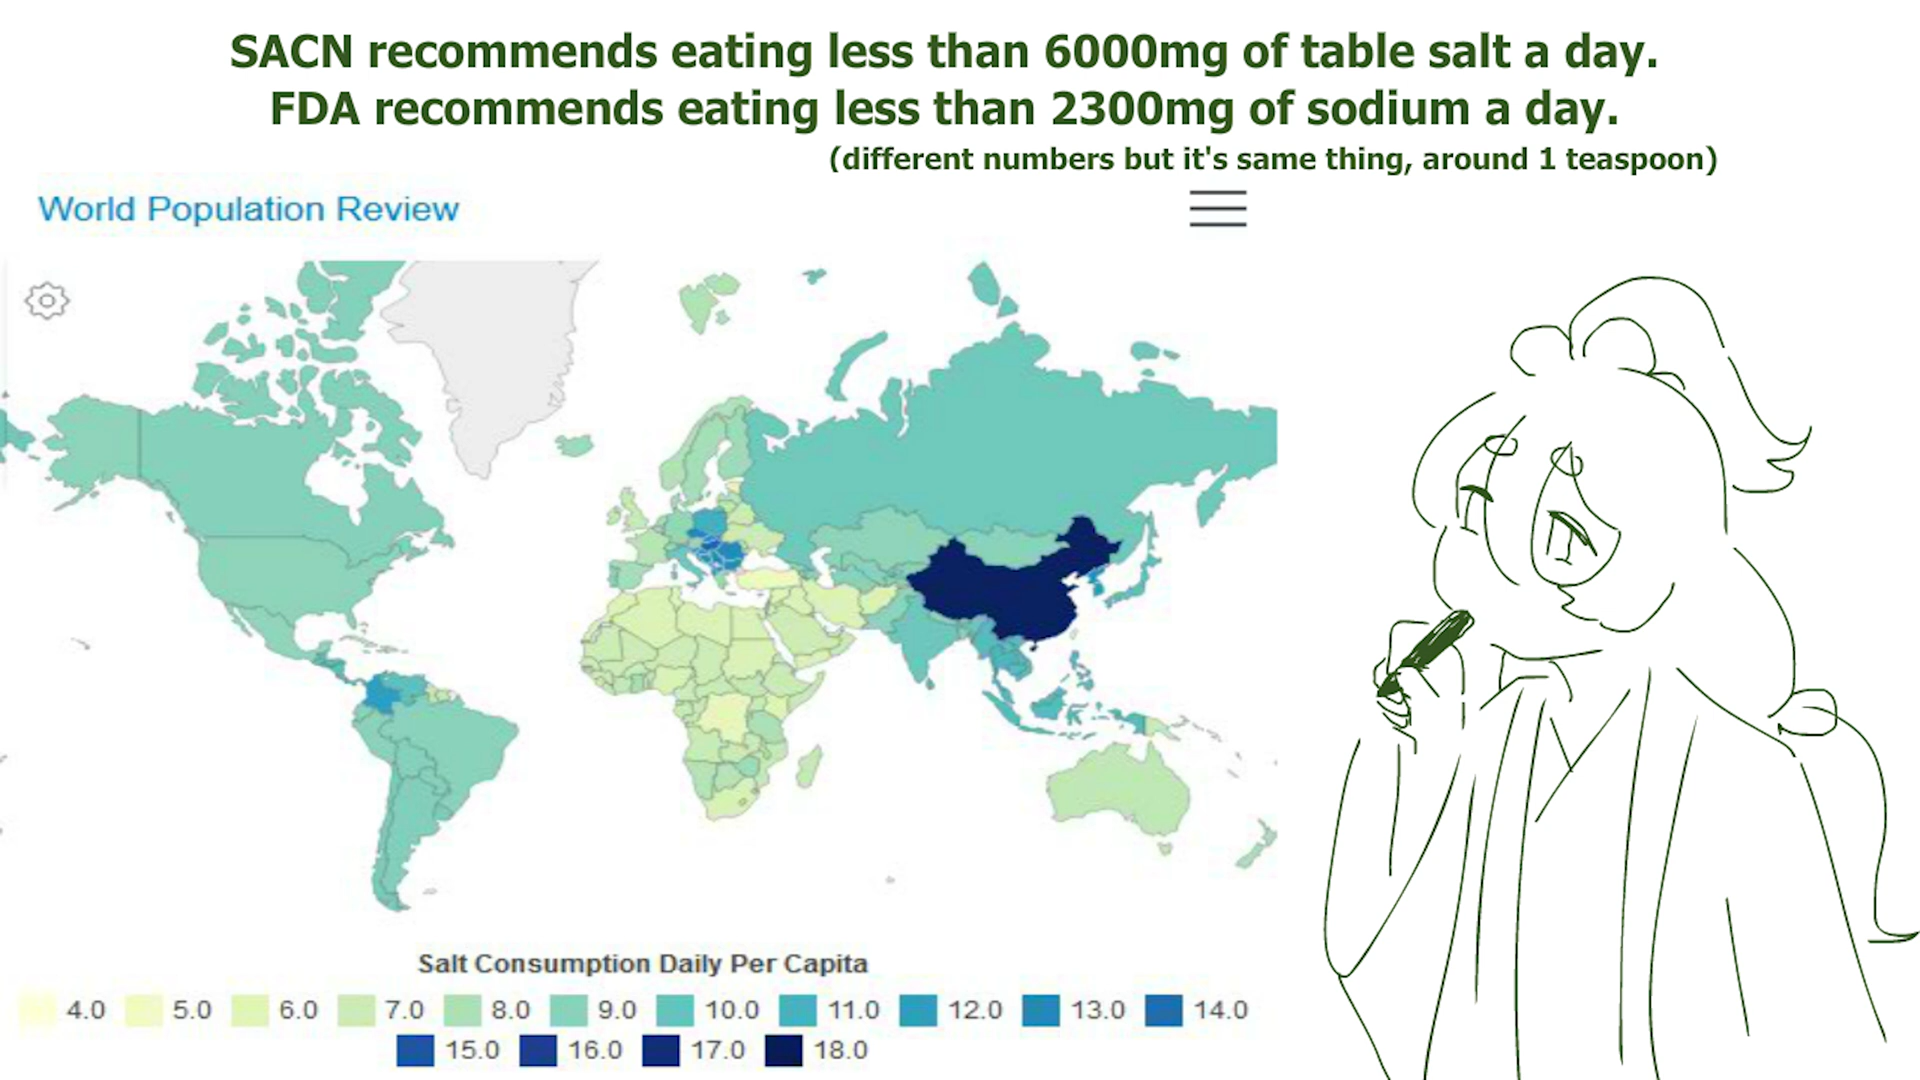 SACN recommends eating less than 6000mg of table salt a day.
FDA recommends eating less than 2300mg of sodium a day.
(different numbers but it's same thing, around 1 teaspoon)
World Population Review
Salt Consumption Daily Per Capita
4.0 5.0 6.0 7.0 8.0 9.0 10.0 11.0 12.0 13.0 14.0
15.0 16.0 17.0 18.0